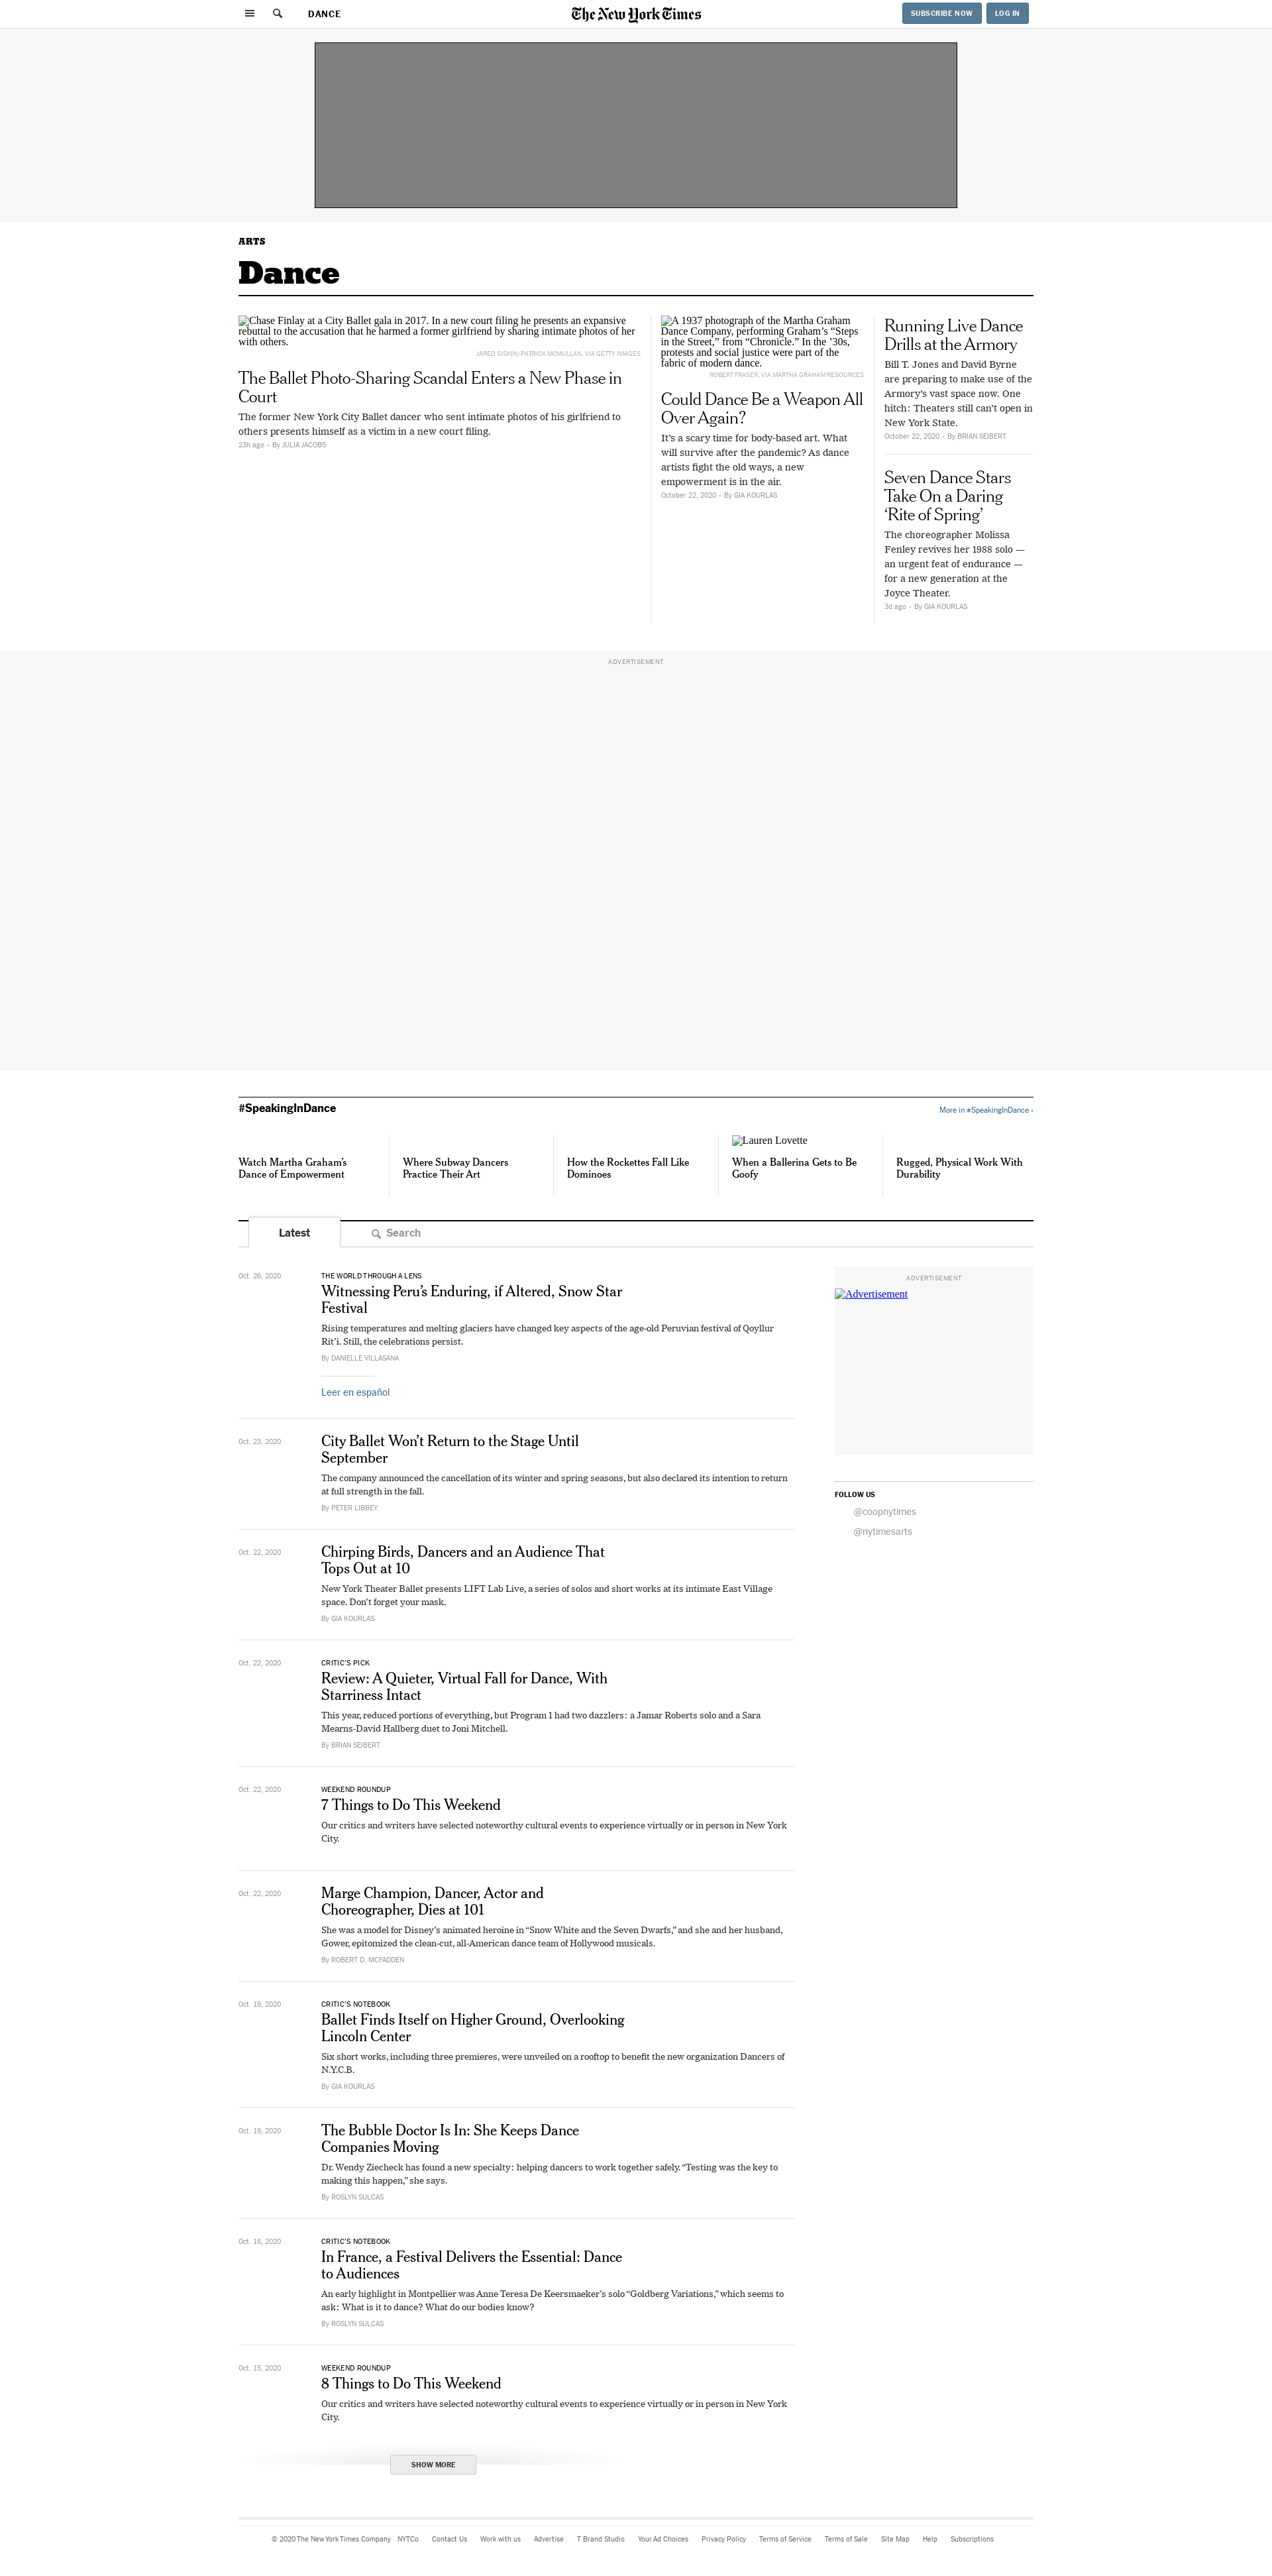 DANCE
The New York Times
SUBSCRIBE NOW
LOG IN
ARTS
Dance
Chase Finlay at a City Ballet gala in 2017. In a new court filing he presents an expansive
rebuttal to the accusation that he harmed a former girlfriend by sharing intimate photos of her
with others.
JARED SISKIN/PATRICK MCMULLAN, VIA GETTY IMAGES
The Ballet Photo-Sharing Scandal Enters a New Phase in
Court
The former New York City Ballet dancer who sent intimate photos of his girlfriend to
others presents himself as a victim in a new court filing.
23h ago • By JULIA JACOBS
A 1937 photograph of the Martha Graham
Dance Company, performing Graham’s “Steps
in the Street,” from “Chronicle.” In the ’30s,
protests and social justice were part of the
fabric of modern dance.
ROBERT FRASER, VIA MARTHA GRAHAM RESOURCES
Could Dance Be a Weapon All
Over Again?
It’s a scary time for body-based art. What
will survive after the pandemic? As dance
artists fight the old ways, a new
empowerment is in the air.
October 22, 2020 • By GIA KOURLAS
Running Live Dance
Drills at the Armory
Bill T. Jones and David Byrne
are preparing to make use of the
Armory’s vast space now. One
hitch: Theaters still can’t open in
New York State.
October 22, 2020 • By BRIAN SEIBERT
Seven Dance Stars
Take On a Daring
‘Rite of Spring’
The choreographer Molissa
Fenley revives her 1988 solo —
an urgent feat of endurance —
for a new generation at the
Joyce Theater.
3d ago • By GIA KOURLAS
ADVERTISEMENT
#SpeakingInDance
More in #SpeakingInDance ›
Watch Martha Graham’s
Dance of Empowerment
Where Subway Dancers
Practice Their Art
How the Rockettes Fall Like
Dominoes
Lauren Lovette
When a Ballerina Gets to Be
Goofy
Rugged, Physical Work With
Durability
Latest
Search
Oct. 26, 2020
THE WORLD THROUGH A LENS
Witnessing Peru’s Enduring, if Altered, Snow Star
Festival
Rising temperatures and melting glaciers have changed key aspects of the age-old Peruvian festival of Qoyllur
Rit’i. Still, the celebrations persist.
By DANIELLE VILLASANA
Leer en español
Oct. 23, 2020
City Ballet Won’t Return to the Stage Until
September
The company announced the cancellation of its winter and spring seasons, but also declared its intention to return
at full strength in the fall.
By PETER LIBBEY
Oct. 22, 2020
Chirping Birds, Dancers and an Audience That
Tops Out at 10
New York Theater Ballet presents LIFT Lab Live, a series of solos and short works at its intimate East Village
space. Don’t forget your mask.
By GIA KOURLAS
Oct. 22, 2020
CRITIC’S PICK
Review: A Quieter, Virtual Fall for Dance, With
Starriness Intact
This year, reduced portions of everything, but Program 1 had two dazzlers: a Jamar Roberts solo and a Sara
Mearns-David Hallberg duet to Joni Mitchell.
By BRIAN SEIBERT
Oct. 22, 2020
WEEKEND ROUNDUP
7 Things to Do This Weekend
Our critics and writers have selected noteworthy cultural events to experience virtually or in person in New York
City.
Oct. 22, 2020
Marge Champion, Dancer, Actor and
Choreographer, Dies at 101
She was a model for Disney’s animated heroine in “Snow White and the Seven Dwarfs,” and she and her husband,
Gower, epitomized the clean-cut, all-American dance team of Hollywood musicals.
By ROBERT D. MCFADDEN
Oct. 19, 2020
CRITIC’S NOTEBOOK
Ballet Finds Itself on Higher Ground, Overlooking
Lincoln Center
Six short works, including three premieres, were unveiled on a rooftop to benefit the new organization Dancers of
N.Y.C.B.
By GIA KOURLAS
Oct. 19, 2020
The Bubble Doctor Is In: She Keeps Dance
Companies Moving
Dr. Wendy Ziecheck has found a new specialty: helping dancers to work together safely. “Testing was the key to
making this happen,” she says.
By ROSLYN SULCAS
Oct. 16, 2020
CRITIC’S NOTEBOOK
In France, a Festival Delivers the Essential: Dance
to Audiences
An early highlight in Montpellier was Anne Teresa De Keersmaeker’s solo “Goldberg Variations,” which seems to
ask: What is it to dance? What do our bodies know?
By ROSLYN SULCAS
Oct. 15, 2020
WEEKEND ROUNDUP
8 Things to Do This Weekend
Our critics and writers have selected noteworthy cultural events to experience virtually or in person in New York
City.
SHOW MORE
ADVERTISEMENT
Advertisement
FOLLOW US
@coopnytimes
@nytimesarts
© 2020 The New York Times Company NYTCo Contact Us Work with us Advertise T Brand Studio Your Ad Choices Privacy Policy Terms of Service Terms of Sale Site Map Help Subscriptions